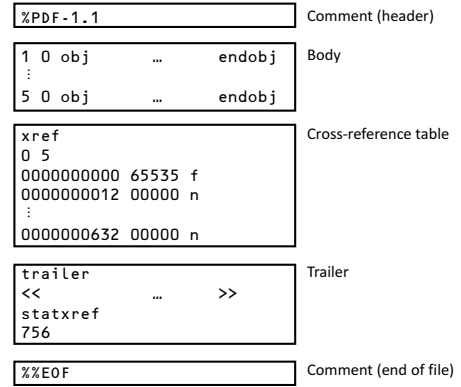 %PDF-1.1 Comment (header)
1 0 obj … endobj Body
⋮
5 0 obj … endobj
xref Cross-reference table
0 5
0000000000 65535 f
0000000012 00000 n
⋮
0000000632 00000 n
trailer Trailer
<< … >>
statxref
756
%%EOF Comment (end of file)